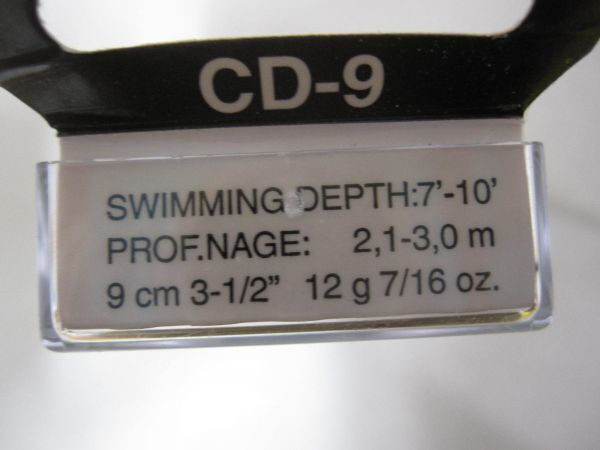 CD-9
SWIMMING DEPTH:7'-10'
PROF.NAGE: 2,1-3,0 m
9 cm 3-1/2" 12 g 7/16 oz.